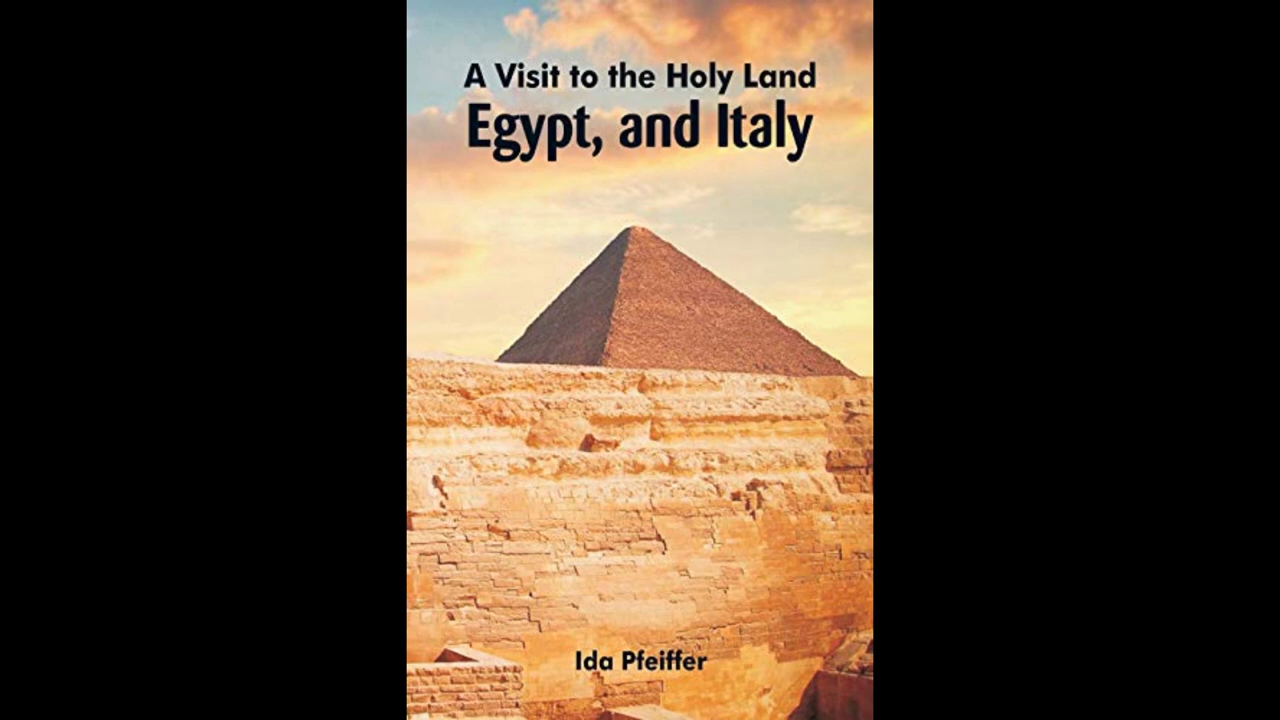 A Visit to the Holy Land
Egypt, and Italy
Ida Pfeiffer